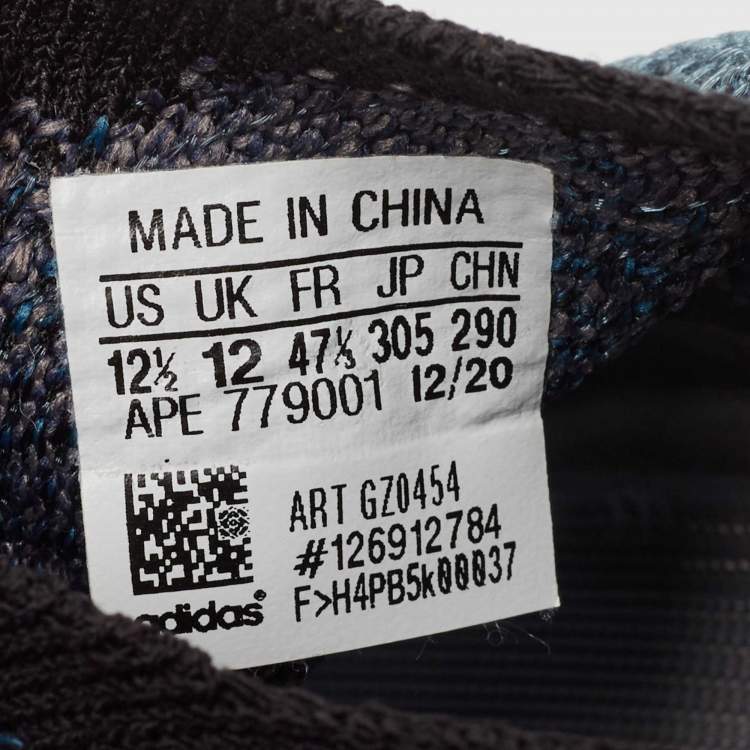 MADE IN CHINA
US UK FR JP CHN
12½ 12 47⅓ 305 290
APE 779001 12/20
ART GZ0454
#126912784
F>H4PB5k00037
adidas®